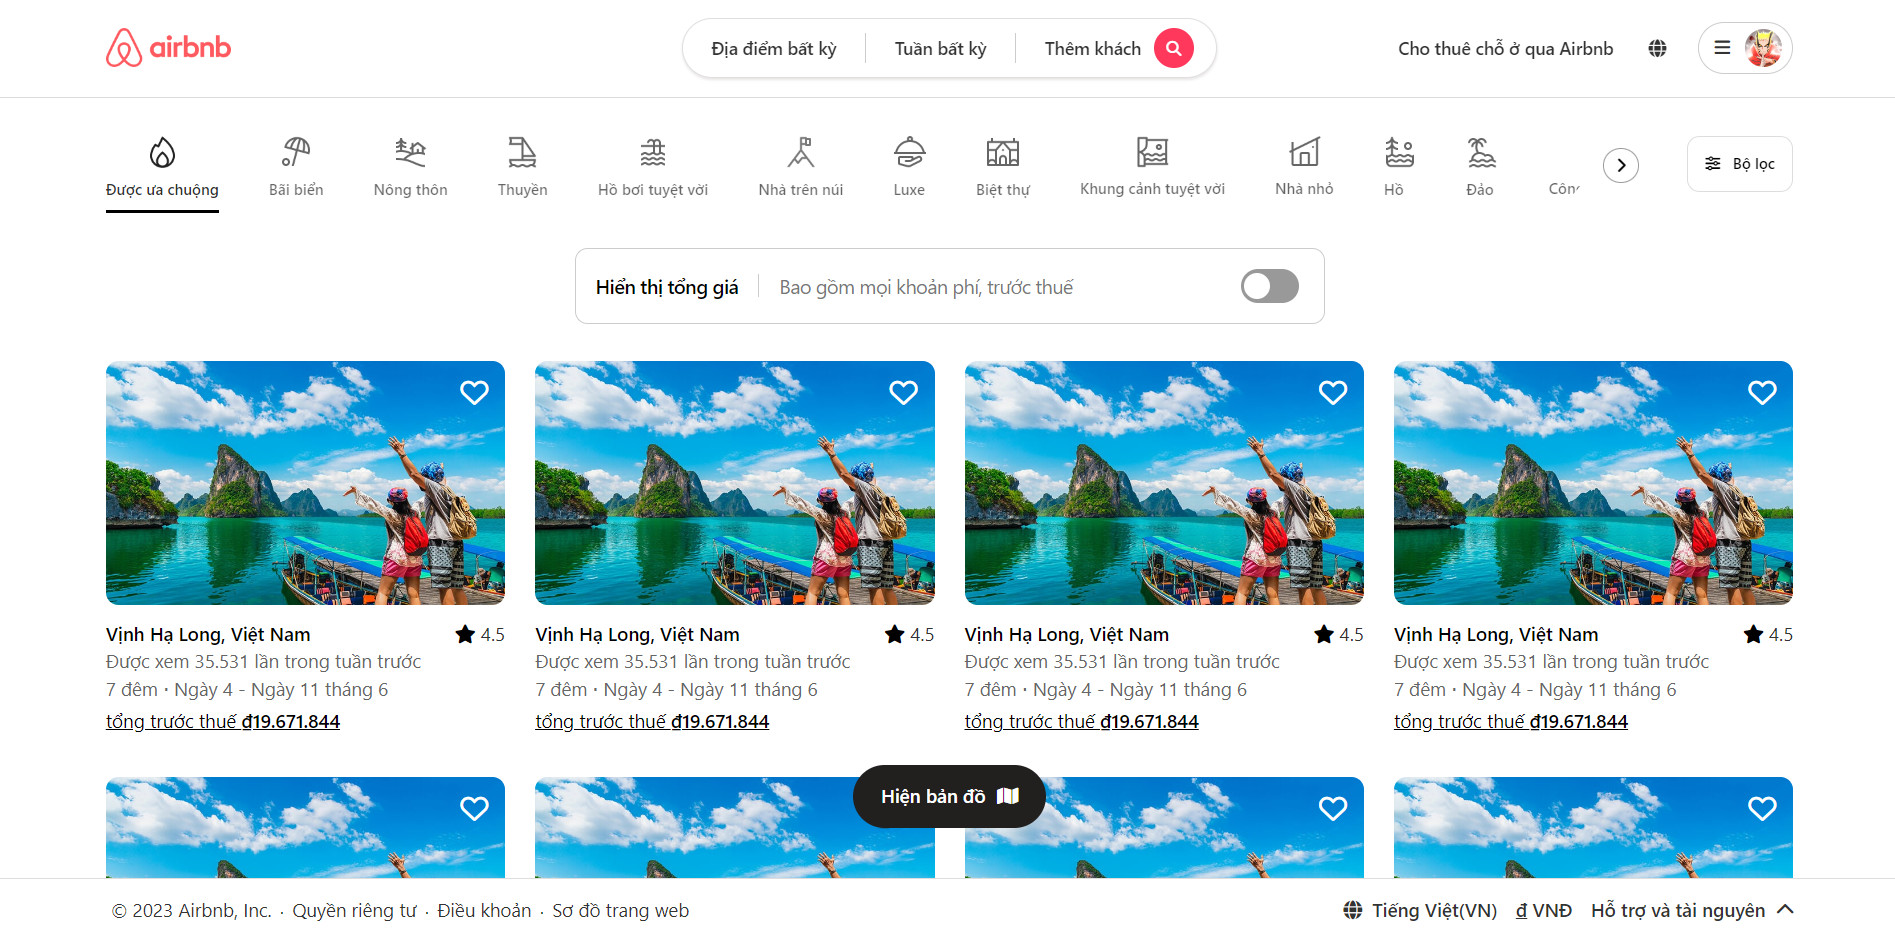 airbnb
Địa điểm bất kỳ
Tuần bất kỳ
Thêm khách
Cho thuê chỗ ở qua Airbnb
Được ưa chuộng
Bãi biển
Nông thôn
Thuyền
Hồ bơi tuyệt vời
Nhà trên núi
Luxe
Biệt thự
Khung cảnh tuyệt vời
Nhà nhỏ
Hồ
Đảo
Bộ lọc
Hiển thị tổng giá
Bao gồm mọi khoản phí, trước thuế
Vịnh Hạ Long, Việt Nam 4.5
Được xem 35.531 lần trong tuần trước
7 đêm · Ngày 4 - Ngày 11 tháng 6
tổng trước thuế ₫19.671.844
Vịnh Hạ Long, Việt Nam 4.5
Được xem 35.531 lần trong tuần trước
7 đêm · Ngày 4 - Ngày 11 tháng 6
tổng trước thuế ₫19.671.844
Vịnh Hạ Long, Việt Nam 4.5
Được xem 35.531 lần trong tuần trước
7 đêm · Ngày 4 - Ngày 11 tháng 6
tổng trước thuế ₫19.671.844
Vịnh Hạ Long, Việt Nam 4.5
Được xem 35.531 lần trong tuần trước
7 đêm · Ngày 4 - Ngày 11 tháng 6
tổng trước thuế ₫19.671.844
Hiện bản đồ
© 2023 Airbnb, Inc. · Quyền riêng tư · Điều khoản · Sơ đồ trang web
Tiếng Việt(VN)
₫ VNĐ
Hỗ trợ và tài nguyên